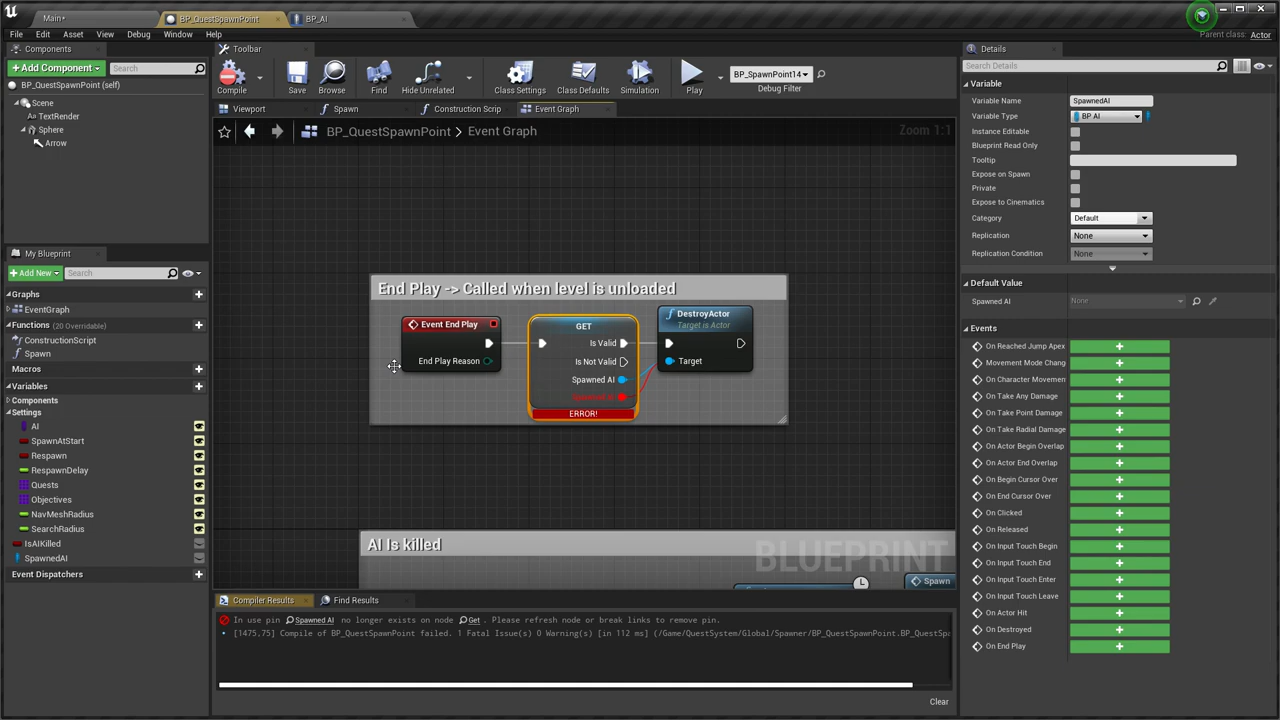 Main•
BP_QuestSpawnPoint
BP_AI
File Edit Asset View Debug Window Help
Parent class: Actor
Components
+ Add Component
Search
BP_QuestSpawnPoint (self)
Scene
TextRender
Sphere
Arrow
My Blueprint
+ Add New
Search
Graphs
EventGraph
Functions (20 Overridable)
ConstructionScript
Spawn
Macros
Variables
Components
Settings
AI
SpawnAtStart
Respawn
RespawnDelay
Quests
Objectives
NavMeshRadius
SearchRadius
IsAIKilled
SpawnedAI
Event Dispatchers
Toolbar
Compile
Save
Browse
Find
Hide Unrelated
Class Settings
Class Defaults
Simulation
Play
BP_SpawnPoint14
Debug Filter
Viewport
Spawn
Construction Scrip
Event Graph
BP_QuestSpawnPoint > Event Graph
Zoom 1:1
End Play -> Called when level is unloaded
Event End Play
End Play Reason
GET
Is Valid
Is Not Valid
Spawned AI
ERROR!
DestroyActor
Target is Actor
Target
AI Is killed
BLUEPRINT
Spawn
Compiler Results
Find Results
In use pin Spawned AI no longer exists on node Get . Please refresh node or break links to remove pin.
[1475,75] Compile of BP_QuestSpawnPoint failed. 1 Fatal Issue(s) 0 Warning(s) [in 112 ms] (/Game/QuestSystem/Global/Spawner/BP_QuestSpawnPoint.BP_QuestSpa
Clear
Details
Search Details
Variable
Variable Name SpawnedAI
Variable Type BP AI
Instance Editable
Blueprint Read Only
Tooltip
Expose on Spawn
Private
Expose to Cinematics
Category Default
Replication None
Replication Condition None
Default Value
Spawned AI None
Events
On Reached Jump Apex
Movement Mode Chang
On Character Movemen
On Take Any Damage
On Take Point Damage
On Take Radial Damage
On Actor Begin Overlap
On Actor End Overlap
On Begin Cursor Over
On End Cursor Over
On Clicked
On Released
On Input Touch Begin
On Input Touch End
On Input Touch Enter
On Input Touch Leave
On Actor Hit
On Destroyed
On End Play